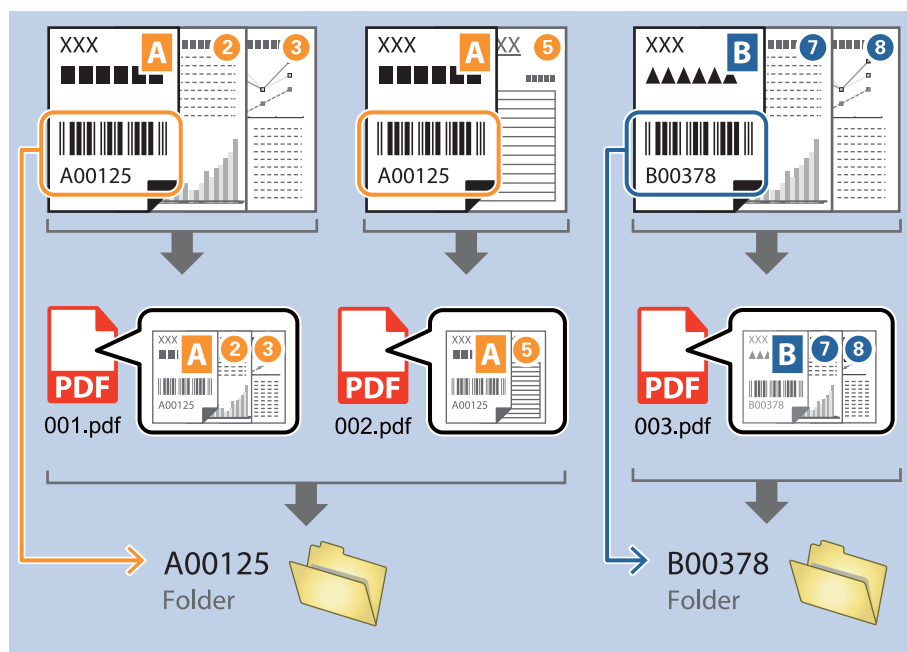 XXX A 2 3
A00125
XXX A XX 5
A00125
XXX B 7 8
B00378
PDF
001.pdf
XXX A 2 3
A00125
PDF
002.pdf
XXX A 5
A00125
PDF
003.pdf
XXX B 7 8
B00378
A00125
Folder
B00378
Folder